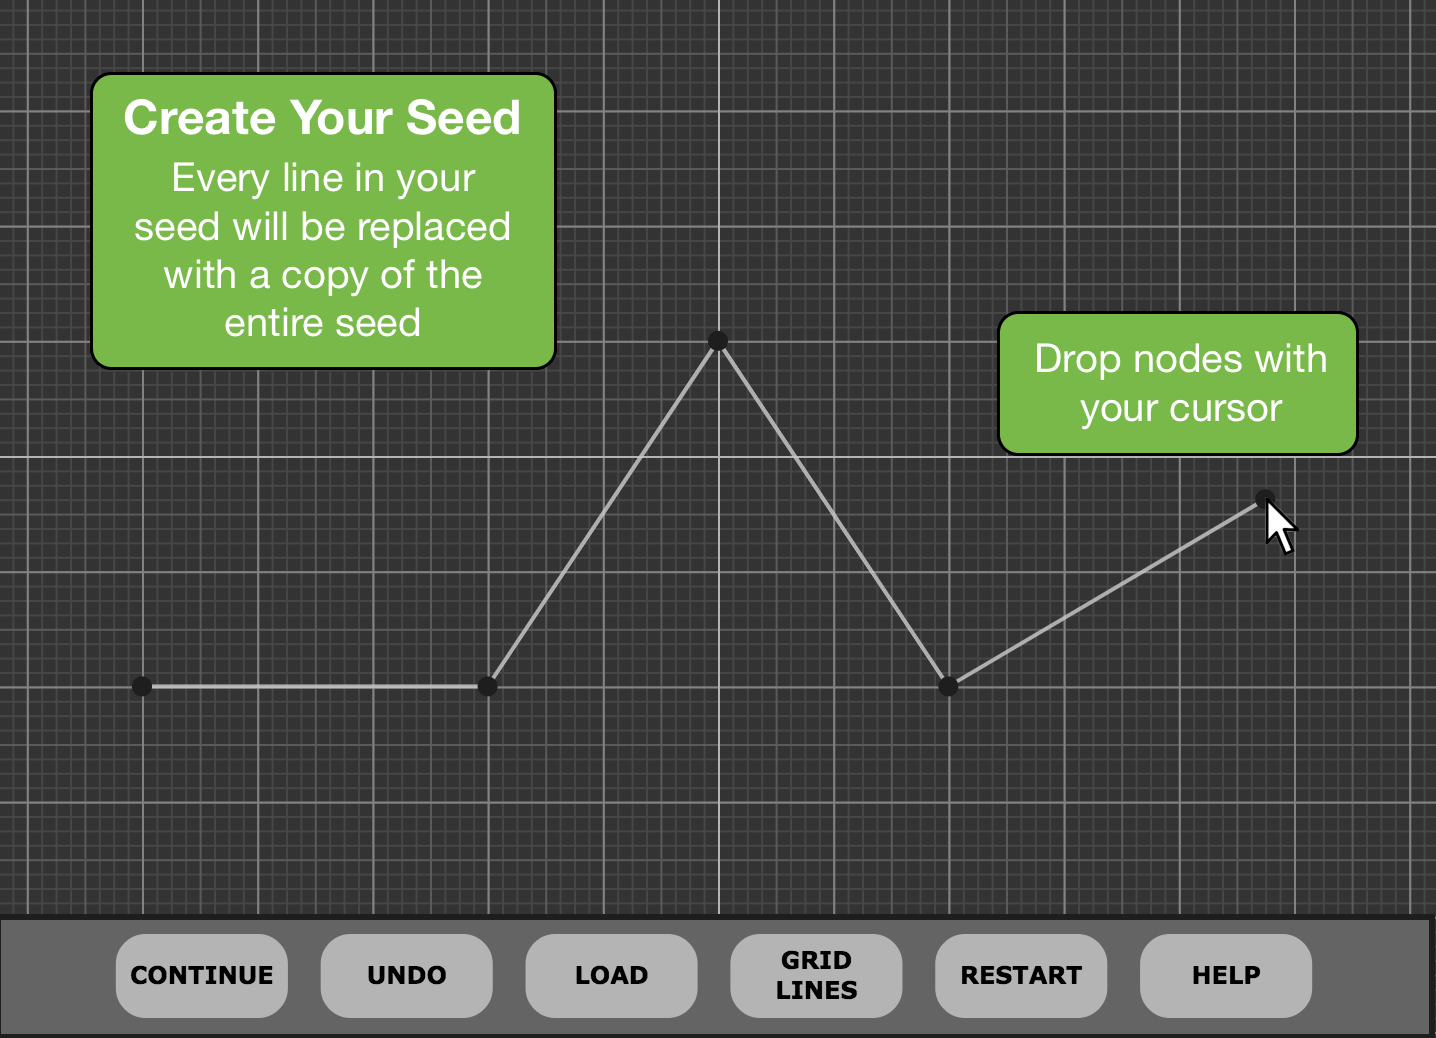 Create Your Seed
Every line in your
seed will be replaced
with a copy of the
entire seed
Drop nodes with
your cursor
CONTINUE
UNDO
LOAD
GRID
LINES
RESTART
HELP